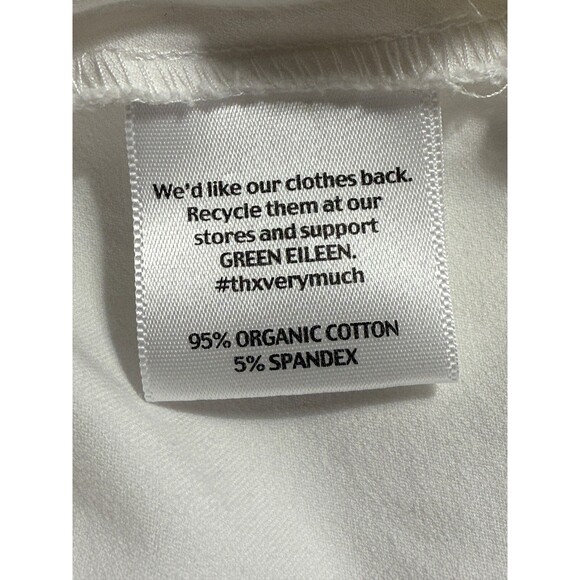 We'd like our clothes back.
Recycle them at our
stores and support
GREEN EILEEN.
#thxverymuch
95% ORGANIC COTTON
5% SPANDEX